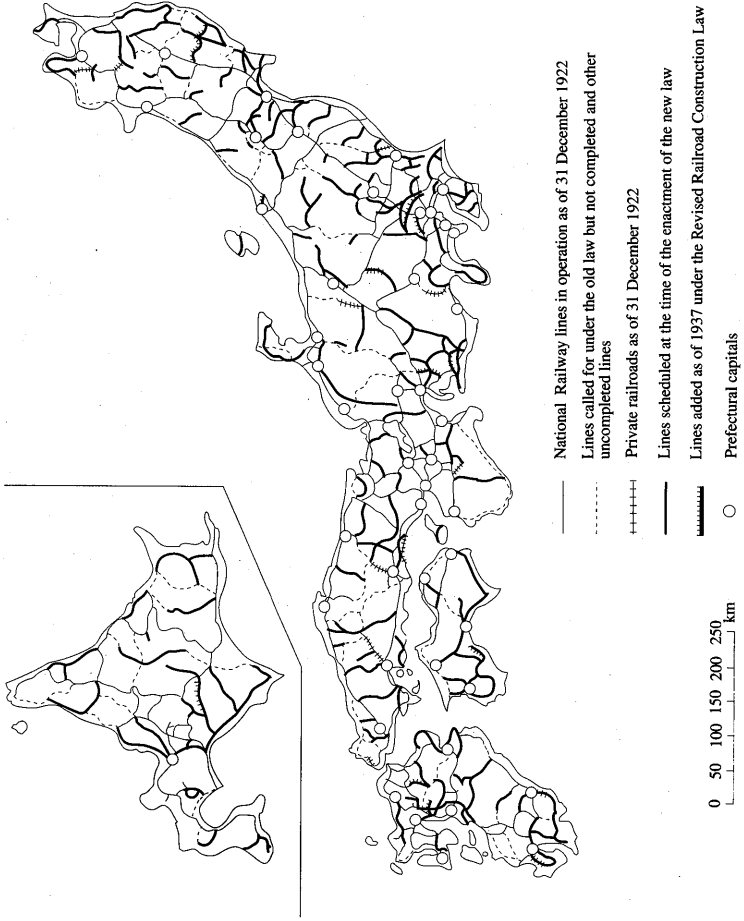 National Railway lines in operation as of 31 December 1922
Lines called for under the old law but not completed and other
uncompleted lines
Private railroads as of 31 December 1922
Lines scheduled at the time of the enactment of the new law
Lines added as of 1937 under the Revised Railroad Construction Law
Prefectural capitals
0 50 100 150 200 250
km